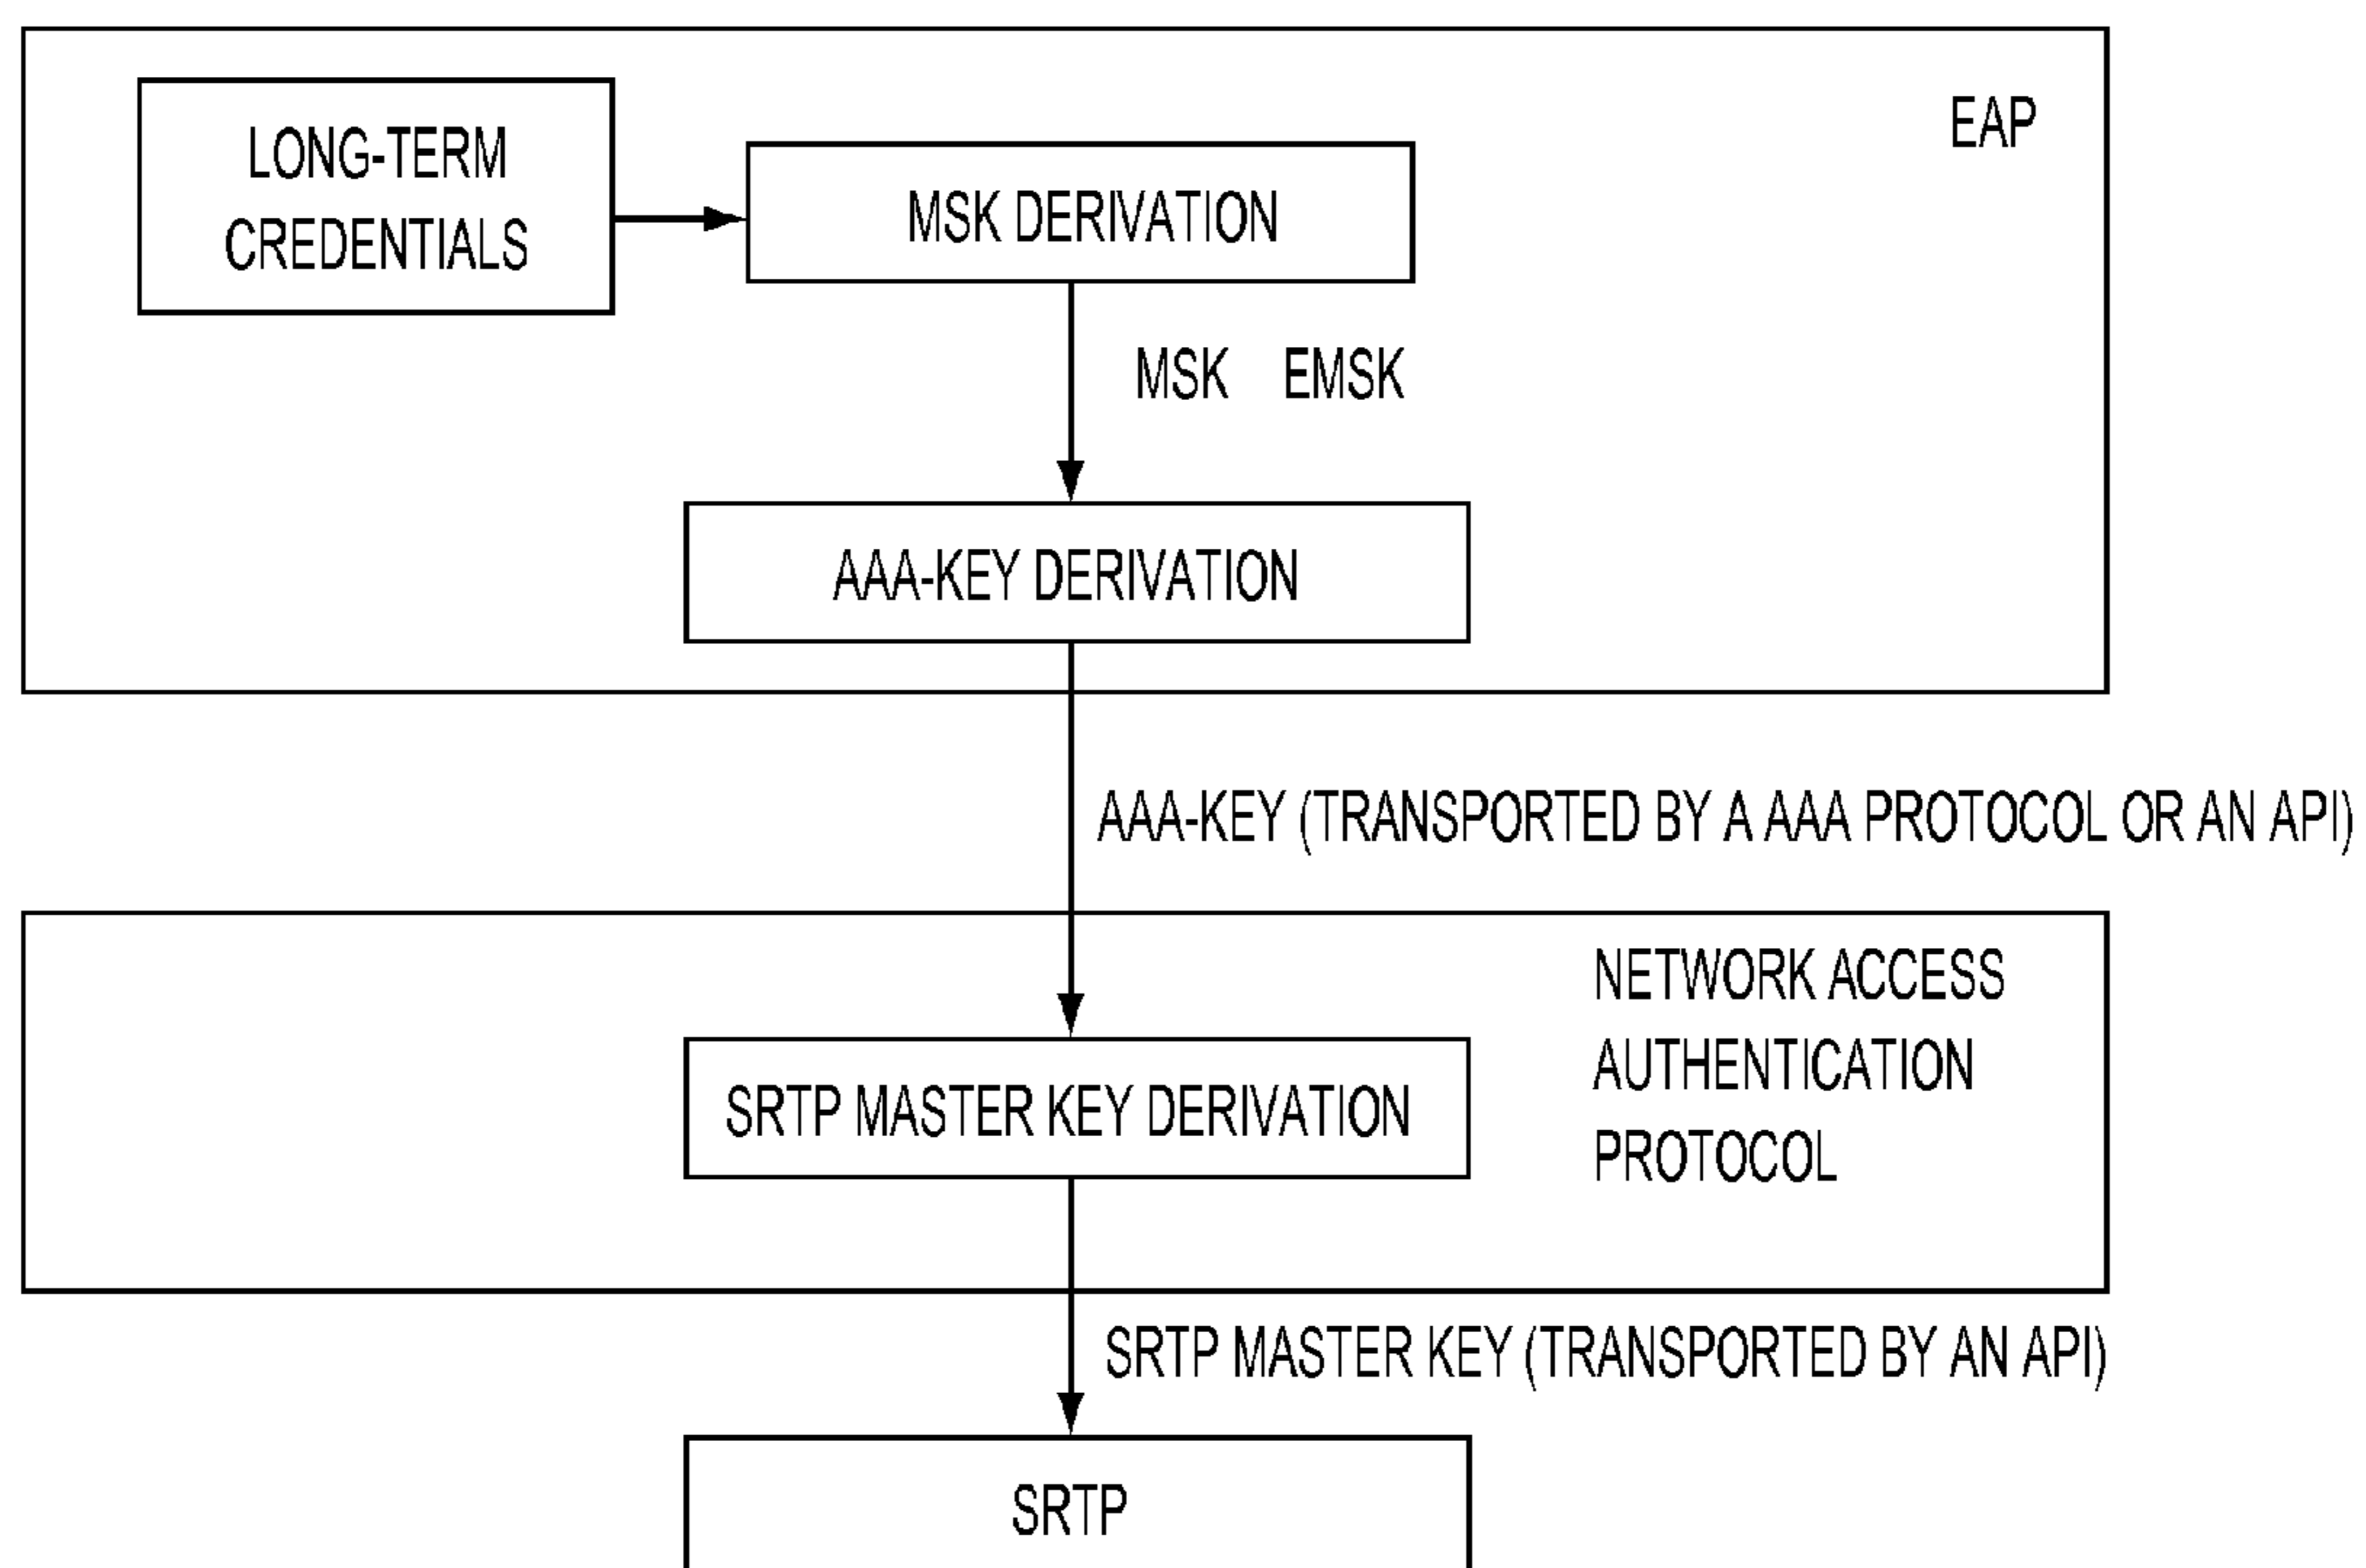 EAP
LONG-TERM
CREDENTIALS
MSK DERIVATION
MSK EMSK
AAA-KEY DERIVATION
AAA-KEY (TRANSPORTED BY A AAA PROTOCOL OR AN API)
NETWORK ACCESS
AUTHENTICATION
PROTOCOL
SRTP MASTER KEY DERIVATION
SRTP MASTER KEY (TRANSPORTED BY AN API)
SRTP